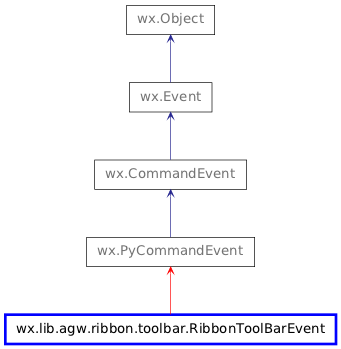 wx.Object
wx.Event
wx.CommandEvent
wx.PyCommandEvent
wx.lib.agw.ribbon.toolbar.RibbonToolBarEvent